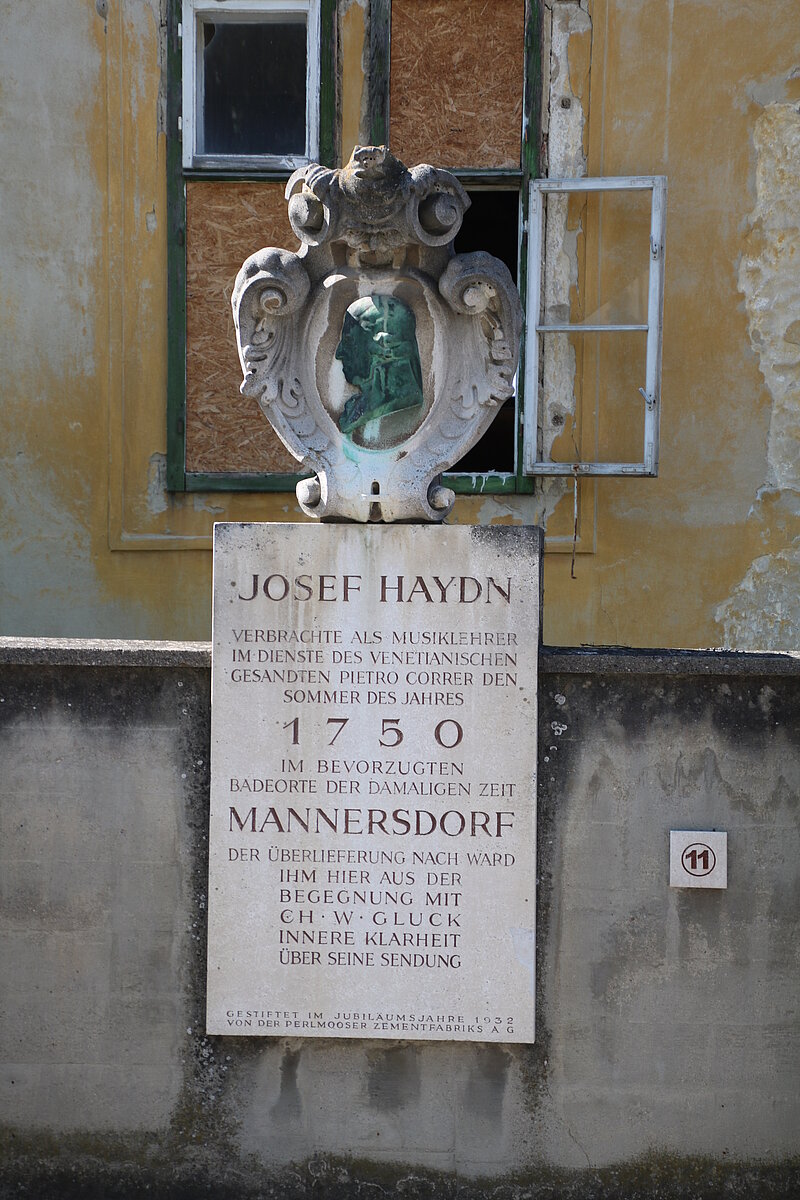 JOSEF HAYDN
VERBRACHTE ALS MUSIKLEHRER
IM DIENSTE DES VENETIANISCHEN
GESANDTEN PIETRO CORRER DEN
SOMMER DES JAHRES
1750
IM BEVORZUGTEN
BADEORTE DER DAMALIGEN ZEIT
MANNERSDORF
DER ÜBERLIEFERUNG NACH WARD
IHM HIER AUS DER
BEGEGNUNG MIT
CH · W · GLUCK
INNERE KLARHEIT
ÜBER SEINE SENDUNG
GESTIFTET IM JUBILÄUMSJAHRE 1932
VON DER PERLMOOSER ZEMENTFABRIKS A G
11